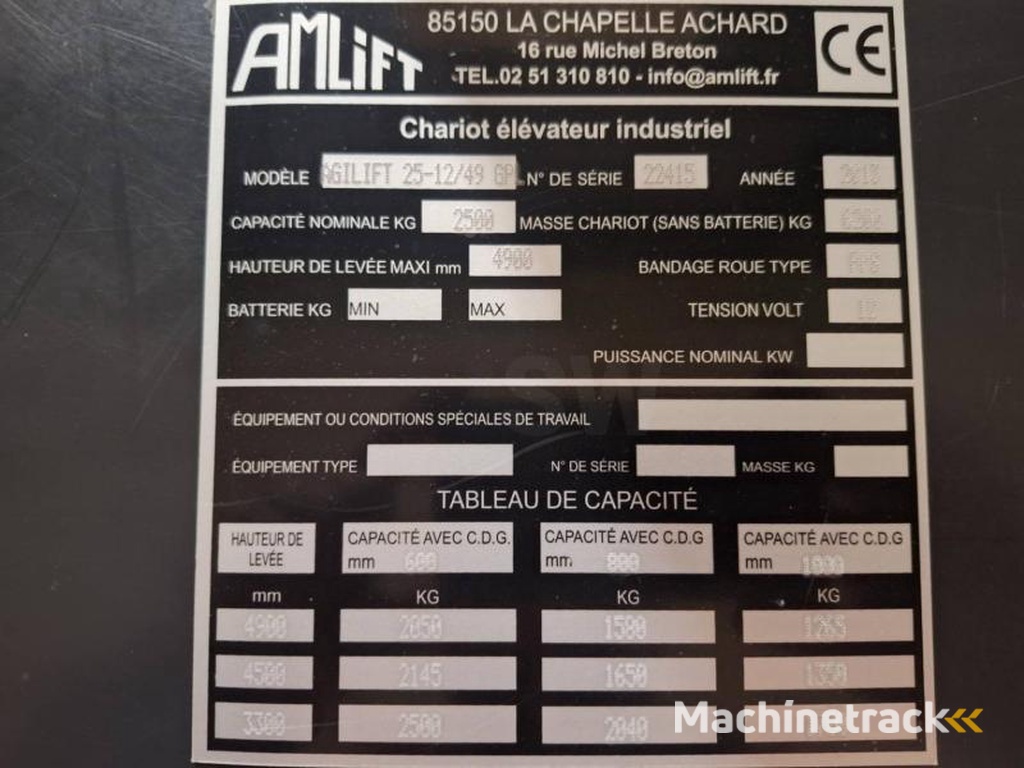 AMLIFT
85150 LA CHAPELLE ACHARD
16 rue Michel Breton
TEL.02 51 310 810 - info@amlift.fr
CE
Chariot élévateur industriel
MODÈLE AGILIFT 25-12/49 GPL N° DE SÉRIE 22415 ANNÉE
CAPACITÉ NOMINALE KG 2500 MASSE CHARIOT (SANS BATTERIE) KG
HAUTEUR DE LEVÉE MAXI mm 4900 BANDAGE ROUE TYPE
BATTERIE KG MIN MAX TENSION VOLT 12
PUISSANCE NOMINAL KW
ÉQUIPEMENT OU CONDITIONS SPÉCIALES DE TRAVAIL
ÉQUIPEMENT TYPE N° DE SÉRIE MASSE KG
TABLEAU DE CAPACITÉ
HAUTEUR DE LEVÉE CAPACITÉ AVEC C.D.G. mm 600 CAPACITÉ AVEC C.D.G mm 800 CAPACITÉ AVEC C.D.G mm
mm KG KG KG
4900 2050 1580 1265
4500 2145 1650 1350
3300 2500 2040
Machinetrack